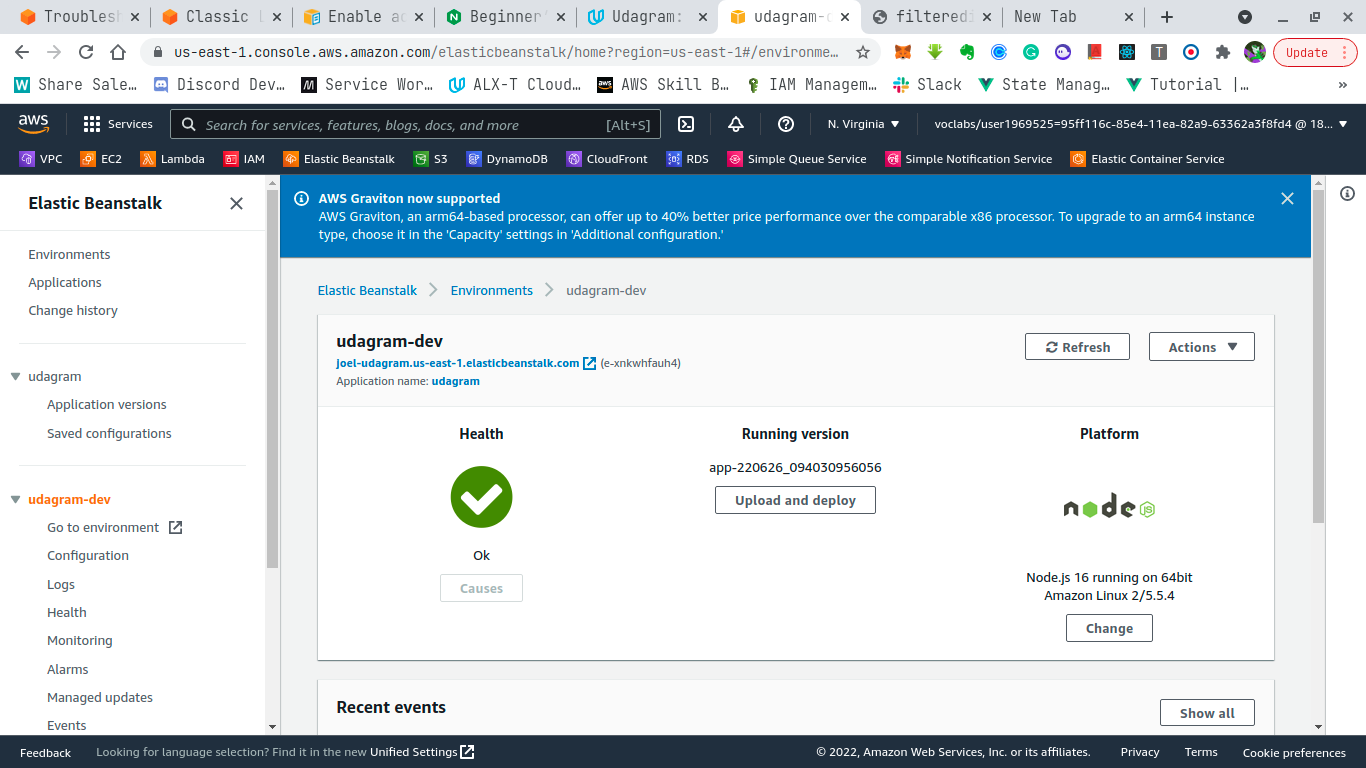 Troublesh
Classic L
Enable ac
Beginner'
Udagram:
udagram-d
filteredi
New Tab
us-east-1.console.aws.amazon.com/elasticbeanstalk/home?region=us-east-1#/environme…
Update
Share Sale…
Discord Dev…
Service Wor…
ALX-T Cloud…
AWS Skill B…
IAM Managem…
Slack
State Manag…
Tutorial |…
»
aws
Services
Search for services, features, blogs, docs, and more
[Alt+S]
N. Virginia
voclabs/user1969525=95ff116c-85e4-11ea-82a9-63362a3f8fd4 @ 18...
VPC
EC2
Lambda
IAM
Elastic Beanstalk
S3
DynamoDB
CloudFront
RDS
Simple Queue Service
Simple Notification Service
Elastic Container Service
Elastic Beanstalk
Environments
Applications
Change history
udagram
Application versions
Saved configurations
udagram-dev
Go to environment
Configuration
Logs
Health
Monitoring
Alarms
Managed updates
Events
AWS Graviton now supported
AWS Graviton, an arm64-based processor, can offer up to 40% better price performance over the comparable x86 processor. To upgrade to an arm64 instance
type, choose it in the 'Capacity' settings in 'Additional configuration.'
Elastic Beanstalk
Environments
udagram-dev
udagram-dev
joel-udagram.us-east-1.elasticbeanstalk.com (e-xnkwhfauh4)
Application name: udagram
Refresh
Actions
Health
Ok
Causes
Running version
app-220626_094030956056
Upload and deploy
Platform
node JS
Node.js 16 running on 64bit
Amazon Linux 2/5.5.4
Change
Recent events
Show all
Feedback
Looking for language selection? Find it in the new Unified Settings
© 2022, Amazon Web Services, Inc. or its affiliates.
Privacy
Terms
Cookie preferences